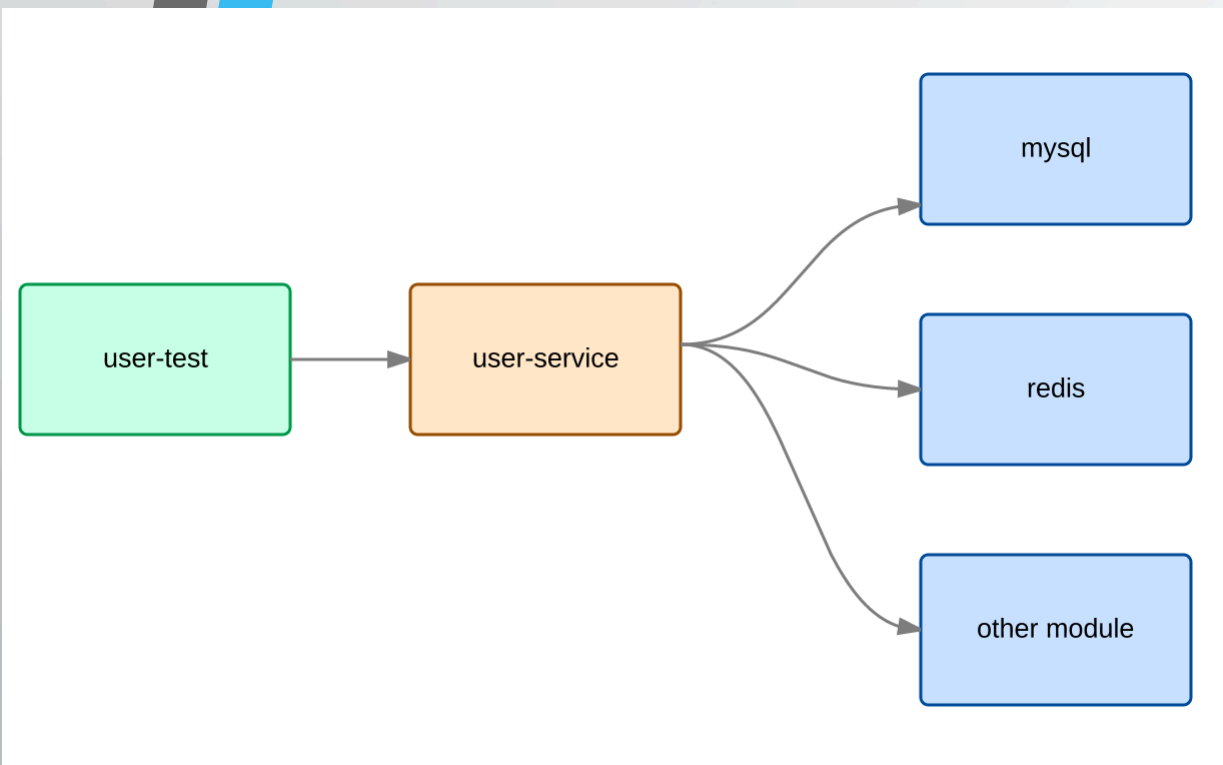 mysql
user-test
user-service
redis
other module